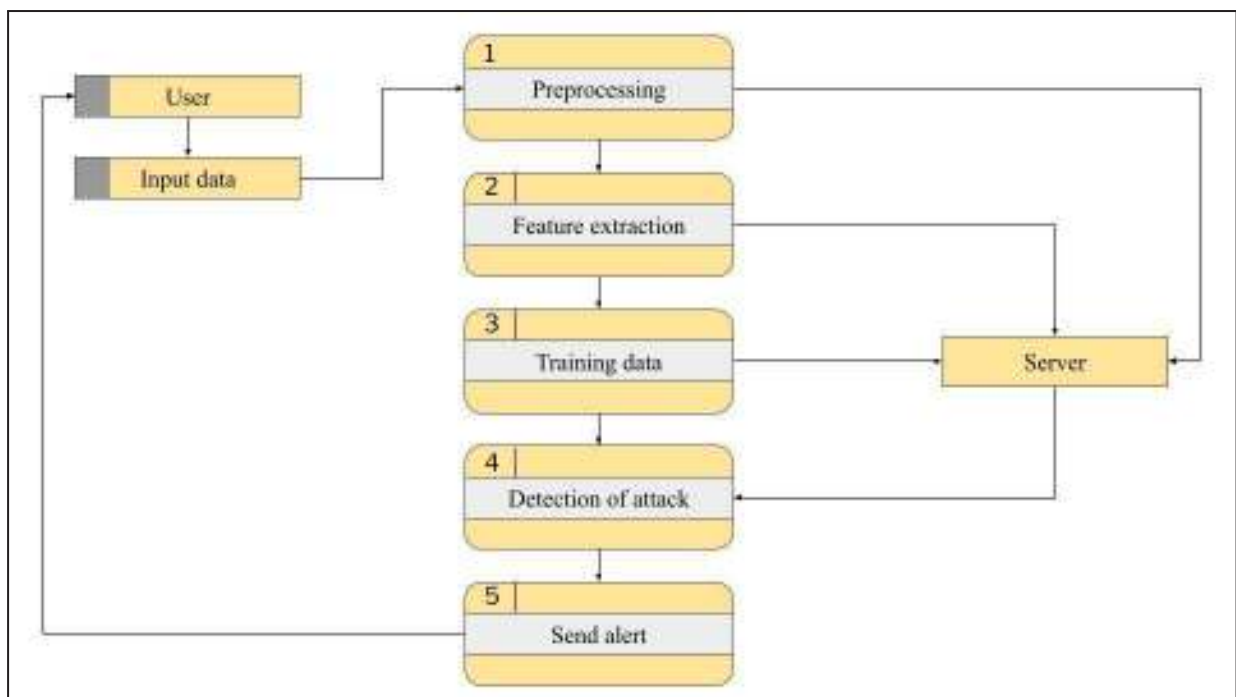 User
Input data
1
Preprocessing
2
Feature extraction
3
Training data
4
Detection of attack
5
Send alert
Server